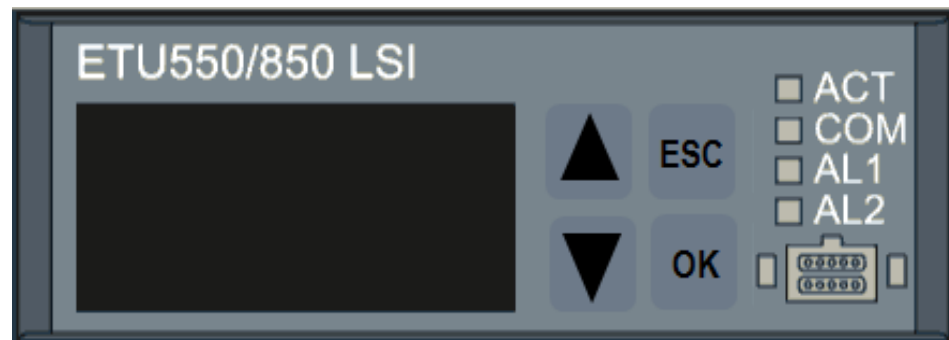 ETU550/850 LSI
ESC
OK
ACT
COM
AL1
AL2